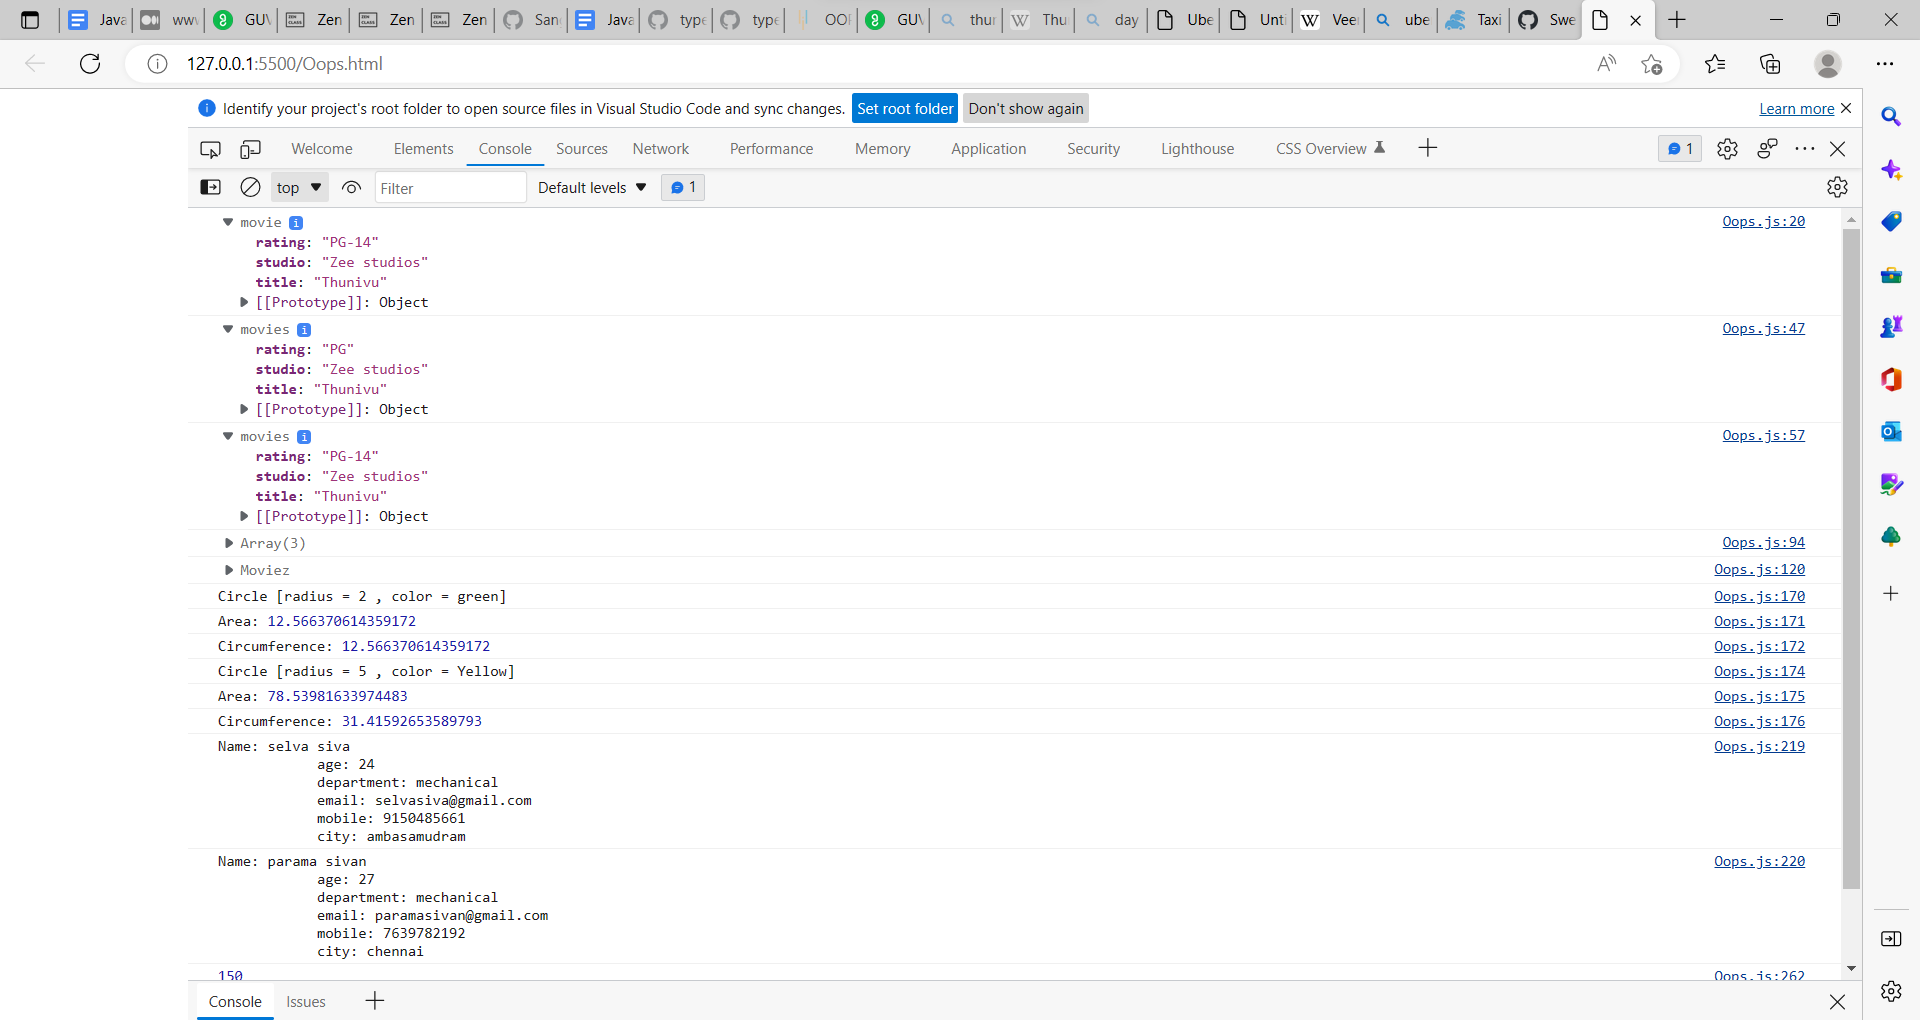 Java
www
GUV
Zen
Zen
Zen
San
Java
type
type
OOP
GUV
thun
Thu
day
Ube
Unti
Veer
uber
Taxi
Swe
127.0.0.1:5500/Oops.html
Identify your project's root folder to open source files in Visual Studio Code and sync changes. Set root folder Don't show again Learn more
Welcome Elements Console Sources Network Performance Memory Application Security Lighthouse CSS Overview 1
top Filter Default levels 1
movie Oops.js:20
rating: "PG-14"
studio: "Zee studios"
title: "Thunivu"
[[Prototype]]: Object
movies Oops.js:47
rating: "PG"
studio: "Zee studios"
title: "Thunivu"
[[Prototype]]: Object
movies Oops.js:57
rating: "PG-14"
studio: "Zee studios"
title: "Thunivu"
[[Prototype]]: Object
Array(3) Oops.js:94
Moviez Oops.js:120
Circle [radius = 2 , color = green] Oops.js:170
Area: 12.566370614359172 Oops.js:171
Circumference: 12.566370614359172 Oops.js:172
Circle [radius = 5 , color = Yellow] Oops.js:174
Area: 78.53981633974483 Oops.js:175
Circumference: 31.41592653589793 Oops.js:176
Name: selva siva Oops.js:219
age: 24
department: mechanical
email: selvasiva@gmail.com
mobile: 9150485661
city: ambasamudram
Name: parama sivan Oops.js:220
age: 27
department: mechanical
email: paramasivan@gmail.com
mobile: 7639782192
city: chennai
150 Oops.js:262
Console Issues